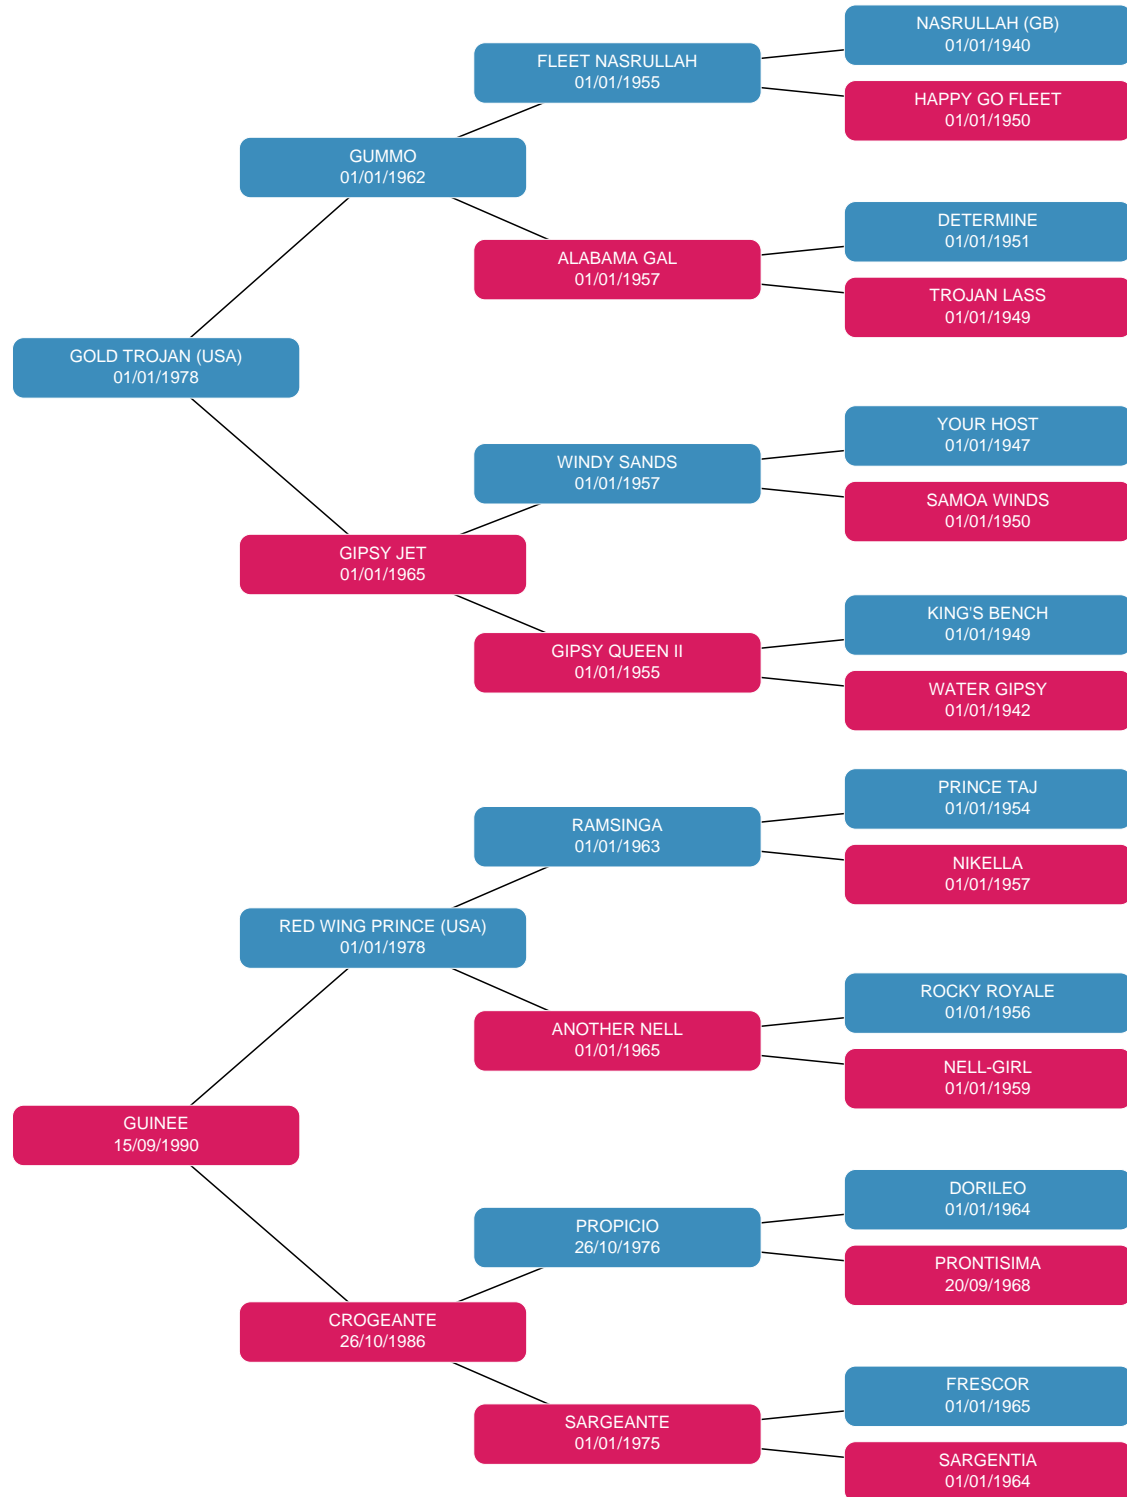 NASRULLAH (GB)
01/01/1940
FLEET NASRULLAH
01/01/1955
HAPPY GO FLEET
01/01/1950
GUMMO
01/01/1962
DETERMINE
01/01/1951
ALABAMA GAL
01/01/1957
TROJAN LASS
01/01/1949
GOLD TROJAN (USA)
01/01/1978
YOUR HOST
01/01/1947
WINDY SANDS
01/01/1957
SAMOA WINDS
01/01/1950
GIPSY JET
01/01/1965
KING'S BENCH
01/01/1949
GIPSY QUEEN II
01/01/1955
WATER GIPSY
01/01/1942
PRINCE TAJ
01/01/1954
RAMSINGA
01/01/1963
NIKELLA
01/01/1957
RED WING PRINCE (USA)
01/01/1978
ROCKY ROYALE
01/01/1956
ANOTHER NELL
01/01/1965
NELL-GIRL
01/01/1959
GUINEE
15/09/1990
DORILEO
01/01/1964
PROPICIO
26/10/1976
PRONTISIMA
20/09/1968
CROGEANTE
26/10/1986
FRESCOR
01/01/1965
SARGEANTE
01/01/1975
SARGENTIA
01/01/1964